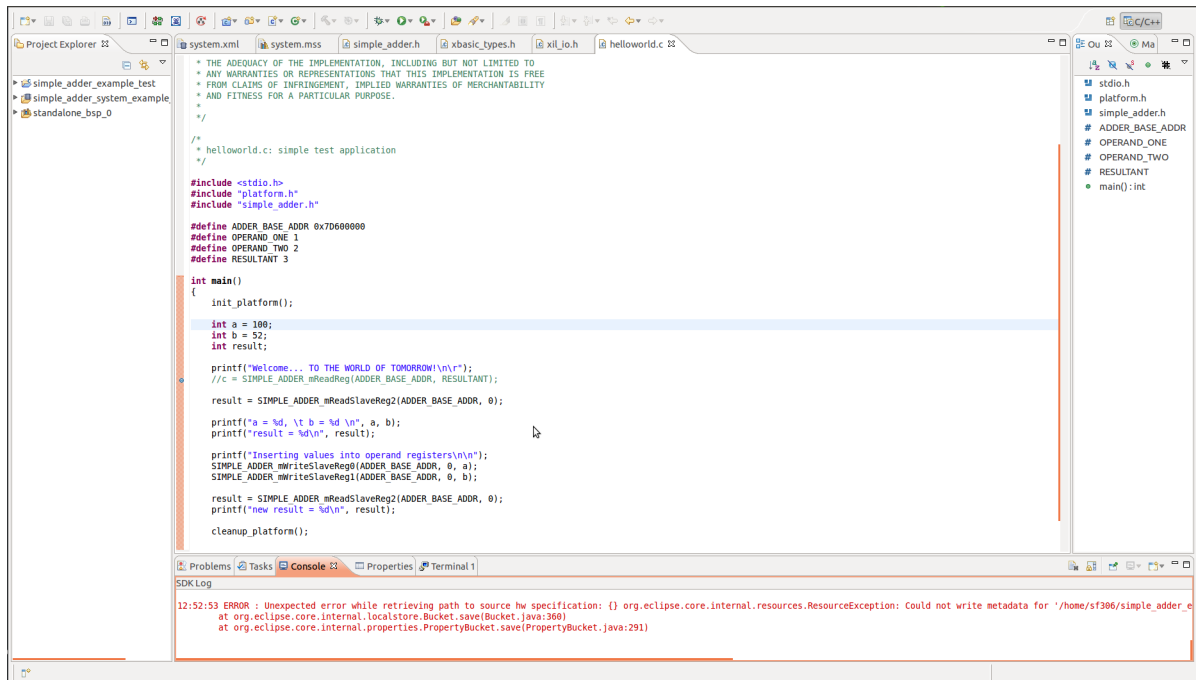 C/C++
Project Explorer
system.xml
system.mss
simple_adder.h
xbasic_types.h
xil_io.h
helloworld.c
Ou
Ma
simple_adder_example_test
simple_adder_system_example_
standalone_bsp_0
* THE ADEQUACY OF THE IMPLEMENTATION, INCLUDING BUT NOT LIMITED TO
* ANY WARRANTIES OR REPRESENTATIONS THAT THIS IMPLEMENTATION IS FREE
* FROM CLAIMS OF INFRINGEMENT, IMPLIED WARRANTIES OF MERCHANTABILITY
* AND FITNESS FOR A PARTICULAR PURPOSE.
*
*/
/*
* helloworld.c: simple test application
*/
#include <stdio.h>
#include "platform.h"
#include "simple_adder.h"
#define ADDER_BASE_ADDR 0x7D600000
#define OPERAND_ONE 1
#define OPERAND_TWO 2
#define RESULTANT 3
int main()
{
init_platform();
int a = 100;
int b = 52;
int result;
printf("Welcome... TO THE WORLD OF TOMORROW!\n\r");
//c = SIMPLE_ADDER_mReadReg(ADDER_BASE_ADDR, RESULTANT);
result = SIMPLE_ADDER_mReadSlaveReg2(ADDER_BASE_ADDR, 0);
printf("a = %d, \t b = %d \n", a, b);
printf("result = %d\n", result);
printf("Inserting values into operand registers\n\n");
SIMPLE_ADDER_mWriteSlaveReg0(ADDER_BASE_ADDR, 0, a);
SIMPLE_ADDER_mWriteSlaveReg1(ADDER_BASE_ADDR, 0, b);
result = SIMPLE_ADDER_mReadSlaveReg2(ADDER_BASE_ADDR, 0);
printf("new result = %d\n", result);
cleanup_platform();
stdio.h
platform.h
simple_adder.h
# ADDER_BASE_ADDR
# OPERAND_ONE
# OPERAND_TWO
# RESULTANT
main() : int
Problems
Tasks
Console
Properties
Terminal 1
SDK Log
12:52:53 ERROR : Unexpected error while retrieving path to source hw specification: {} org.eclipse.core.internal.resources.ResourceException: Could not write metadata for '/home/sf306/simple_adder_e
at org.eclipse.core.internal.localstore.Bucket.save(Bucket.java:360)
at org.eclipse.core.internal.properties.PropertyBucket.save(PropertyBucket.java:291)